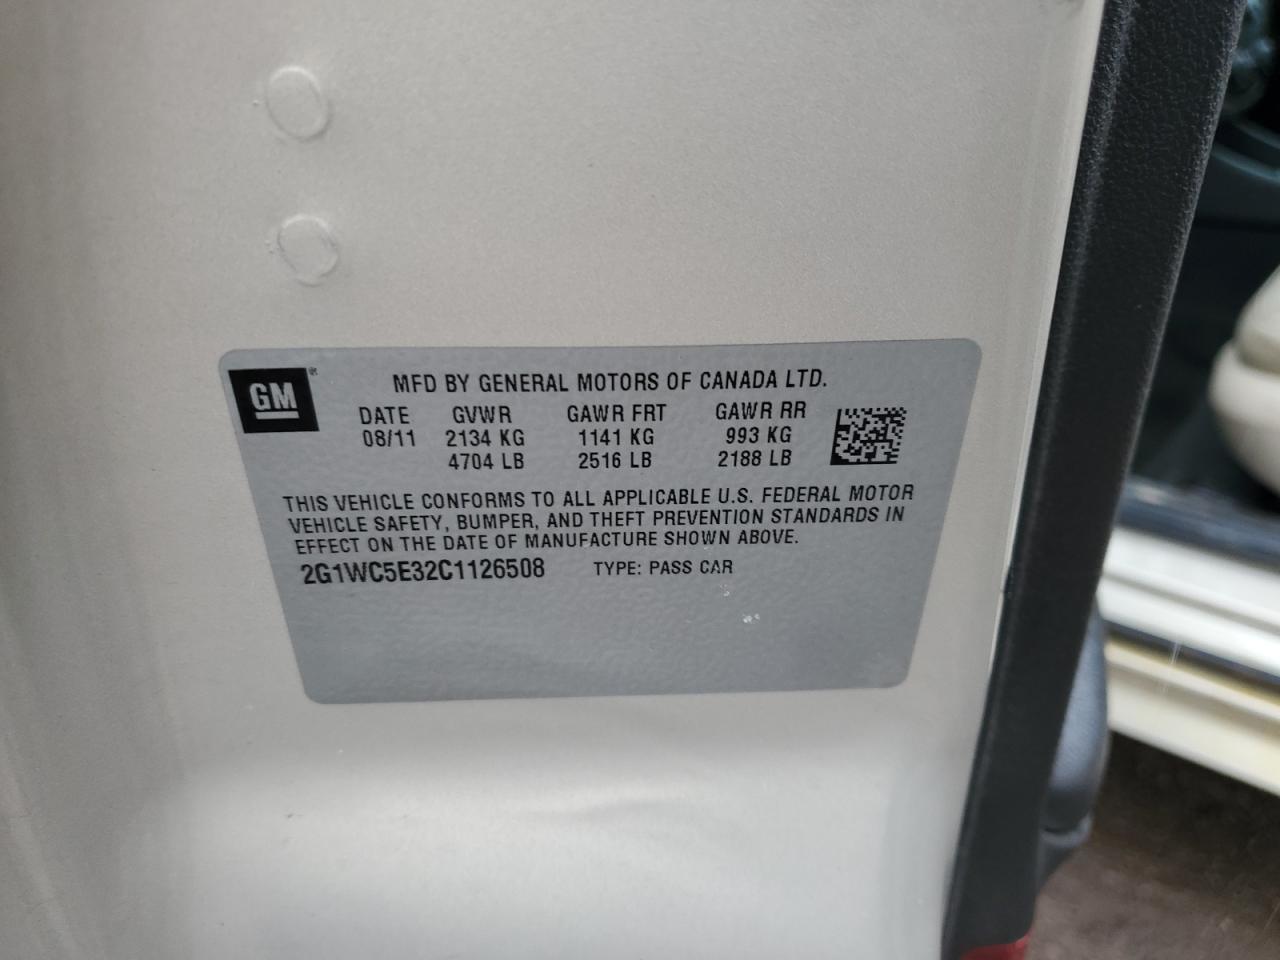 GM®
MFD BY GENERAL MOTORS OF CANADA LTD.
DATE GVWR GAWR FRT GAWR RR
08/11 2134 KG 1141 KG 993 KG
4704 LB 2516 LB 2188 LB
THIS VEHICLE CONFORMS TO ALL APPLICABLE U.S. FEDERAL MOTOR
VEHICLE SAFETY, BUMPER, AND THEFT PREVENTION STANDARDS IN
EFFECT ON THE DATE OF MANUFACTURE SHOWN ABOVE.
2G1WC5E32C1126508 TYPE: PASS CAR